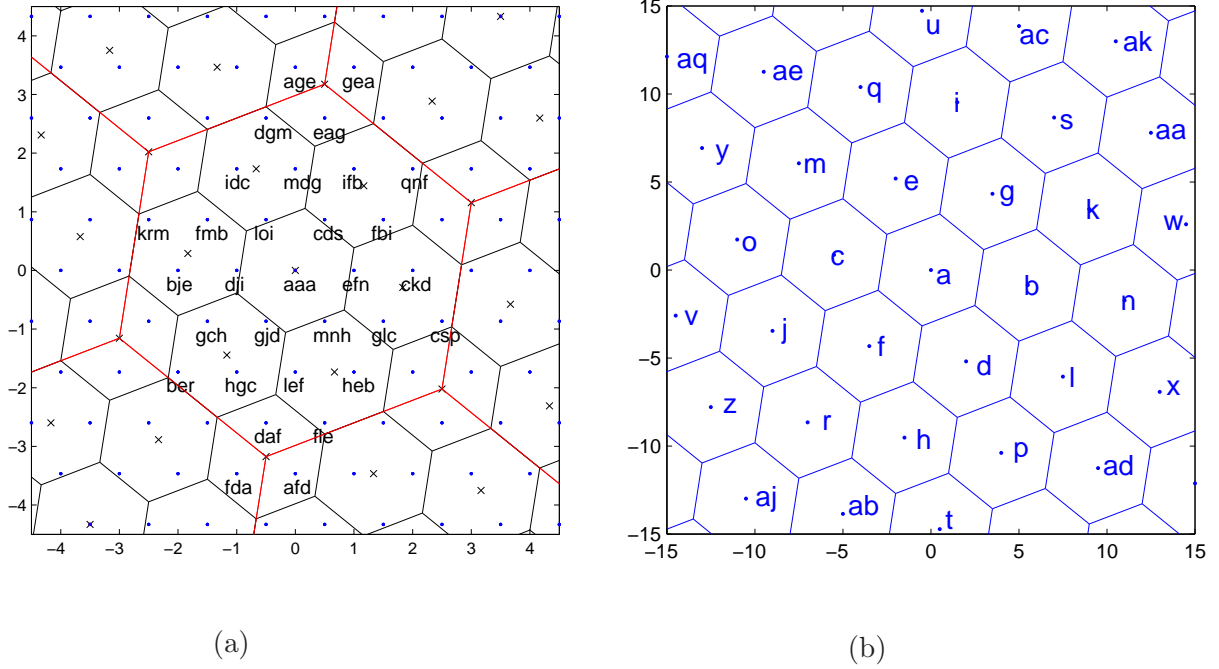 age gea
dgm eag
idc mdg ifb qnf
krm fmb loi cds fbi
bje dji aaa efn ckd
gch gjd mnh glc csp
ber hgc lef heb
daf fle
fda afd
4
3
2
1
0
−1
−2
−3
−4
−4 −3 −2 −1 0 1 2 3 4
(a)
15
10
5
0
−5
−10
−15
u ac ak
aq ae q i s aa
y m e g k w
o c a b n
v j f d l x
z r h p ad
aj ab t
−15 −10 −5 0 5 10 15
(b)